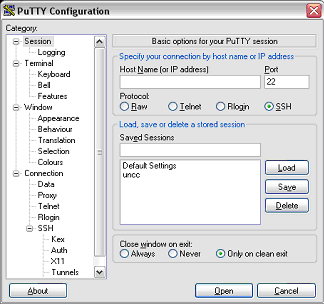 PuTTY Configuration
Category:
Session
Logging
Terminal
Keyboard
Bell
Features
Window
Appearance
Behaviour
Translation
Selection
Colours
Connection
Data
Proxy
Telnet
Rlogin
SSH
Kex
Auth
X11
Tunnels
Basic options for your PuTTY session
Specify your connection by host name or IP address
Host Name (or IP address) Port
22
Protocol:
Raw Telnet Rlogin SSH
Load, save or delete a stored session
Saved Sessions
Default Settings
uncc
Load
Save
Delete
Close window on exit:
Always Never Only on clean exit
About Open Cancel